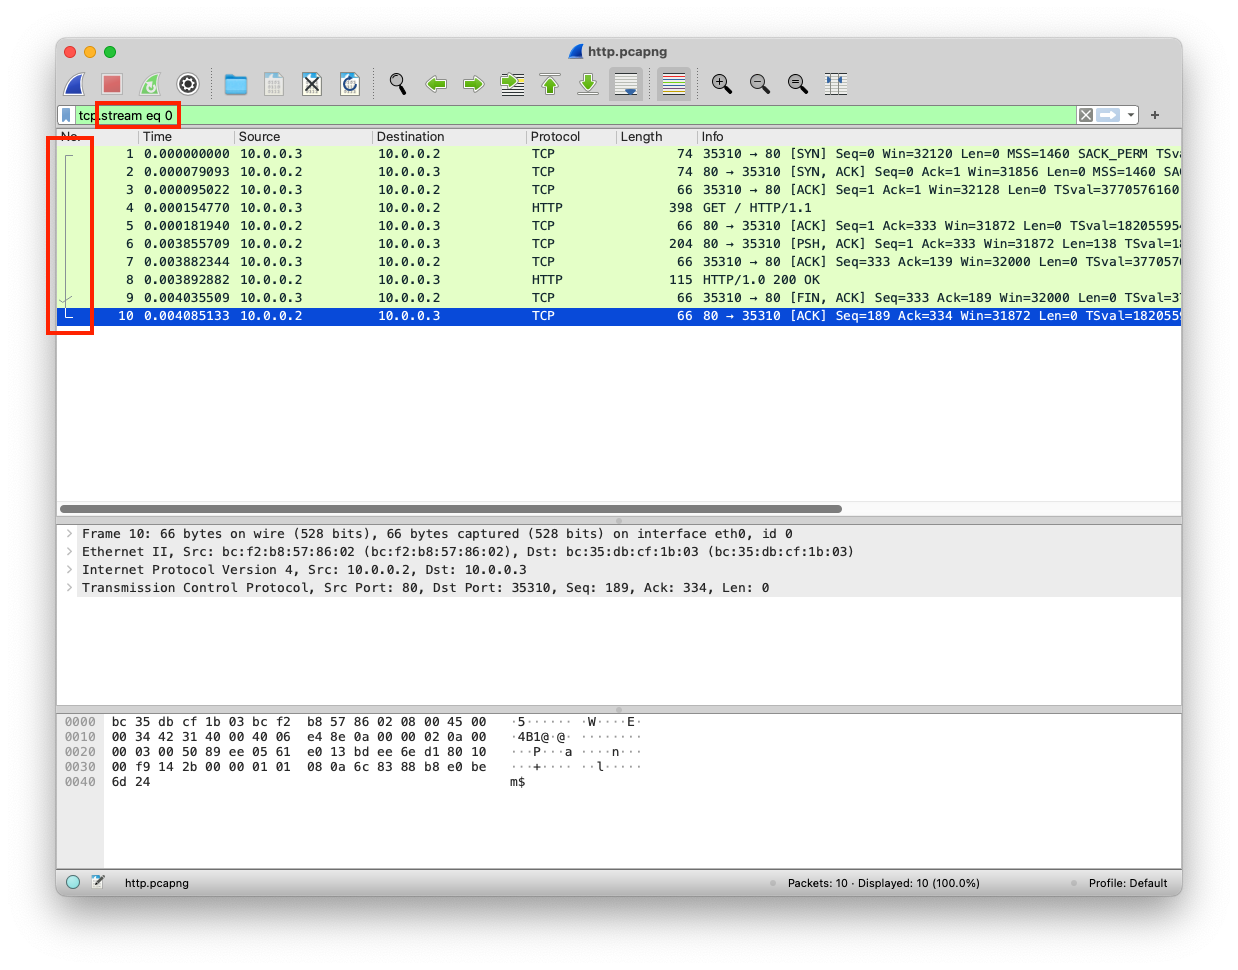 http.pcapng
tcp.stream eq 0
No. Time Source Destination Protocol Length Info
1 0.000000000 10.0.0.3 10.0.0.2 TCP 74 35310 → 80 [SYN] Seq=0 Win=32120 Len=0 MSS=1460 SACK_PERM TSva
2 0.000079093 10.0.0.2 10.0.0.3 TCP 74 80 → 35310 [SYN, ACK] Seq=0 Ack=1 Win=31856 Len=0 MSS=1460 SA
3 0.000095022 10.0.0.3 10.0.0.2 TCP 66 35310 → 80 [ACK] Seq=1 Ack=1 Win=32128 Len=0 TSval=3770576160
4 0.000154770 10.0.0.3 10.0.0.2 HTTP 398 GET / HTTP/1.1
5 0.000181940 10.0.0.2 10.0.0.3 TCP 66 80 → 35310 [ACK] Seq=1 Ack=333 Win=31872 Len=0 TSval=182055954
6 0.003855709 10.0.0.2 10.0.0.3 TCP 204 80 → 35310 [PSH, ACK] Seq=1 Ack=333 Win=31872 Len=138 TSval=18
7 0.003882344 10.0.0.3 10.0.0.2 TCP 66 35310 → 80 [ACK] Seq=333 Ack=139 Win=32000 Len=0 TSval=3770576
8 0.003892882 10.0.0.2 10.0.0.3 HTTP 115 HTTP/1.0 200 OK
9 0.004035509 10.0.0.3 10.0.0.2 TCP 66 35310 → 80 [FIN, ACK] Seq=333 Ack=189 Win=32000 Len=0 TSval=37
10 0.004085133 10.0.0.2 10.0.0.3 TCP 66 80 → 35310 [ACK] Seq=189 Ack=334 Win=31872 Len=0 TSval=1820559
Frame 10: 66 bytes on wire (528 bits), 66 bytes captured (528 bits) on interface eth0, id 0
Ethernet II, Src: bc:f2:b8:57:86:02 (bc:f2:b8:57:86:02), Dst: bc:35:db:cf:1b:03 (bc:35:db:cf:1b:03)
Internet Protocol Version 4, Src: 10.0.0.2, Dst: 10.0.0.3
Transmission Control Protocol, Src Port: 80, Dst Port: 35310, Seq: 189, Ack: 334, Len: 0
0000 bc 35 db cf 1b 03 bc f2 b8 57 86 02 08 00 45 00 ·5······ ·W····E·
0010 00 34 42 31 40 00 40 06 e4 8e 0a 00 00 02 0a 00 ·4B1@·@· ········
0020 00 03 00 50 89 ee 05 61 e0 13 bd ee 6e d1 80 10 ···P···a ····n···
0030 00 f9 14 2b 00 00 01 01 08 0a 6c 83 88 b8 e0 be ···+···· ··l·····
0040 6d 24 m$
http.pcapng Packets: 10 · Displayed: 10 (100.0%) Profile: Default